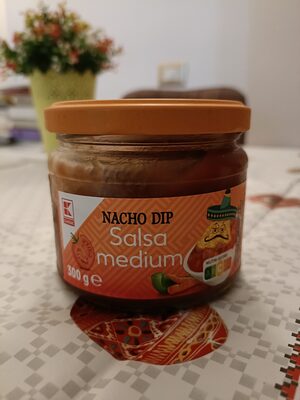 NACHO DIP
Salsa
medium
300 g e